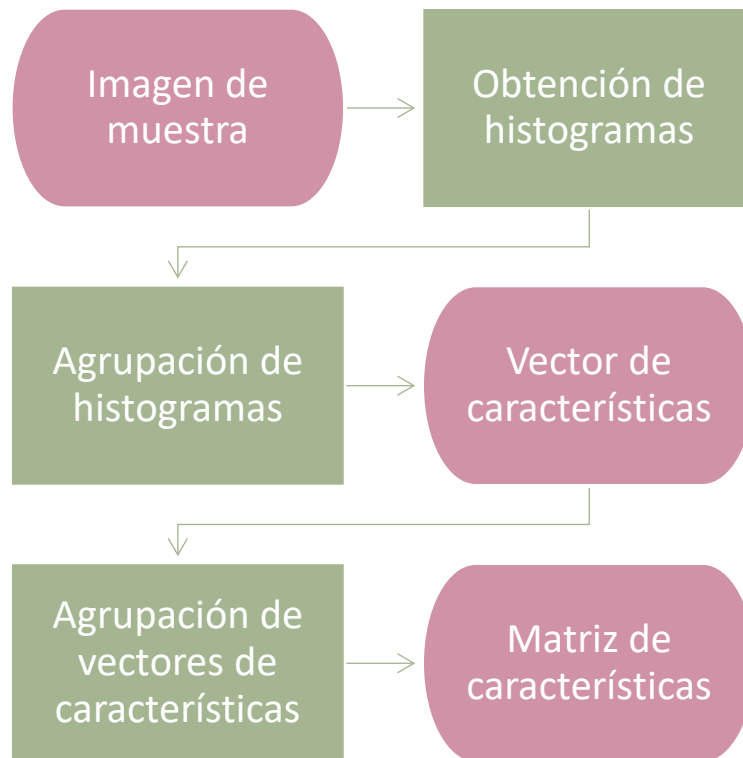 Imagen de
muestra
Obtención de
histogramas
Agrupación de
histogramas
Vector de
características
Agrupación de
vectores de
características
Matriz de
características